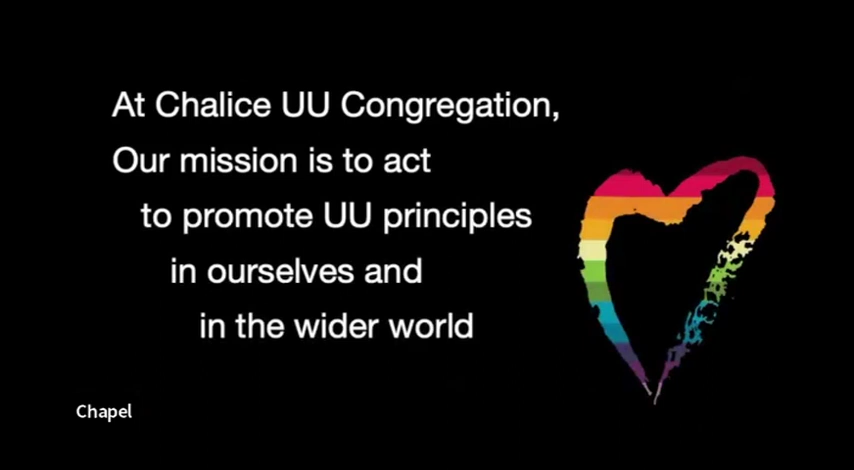 At Chalice UU Congregation,
Our mission is to act
to promote UU principles
in ourselves and
in the wider world
Chapel